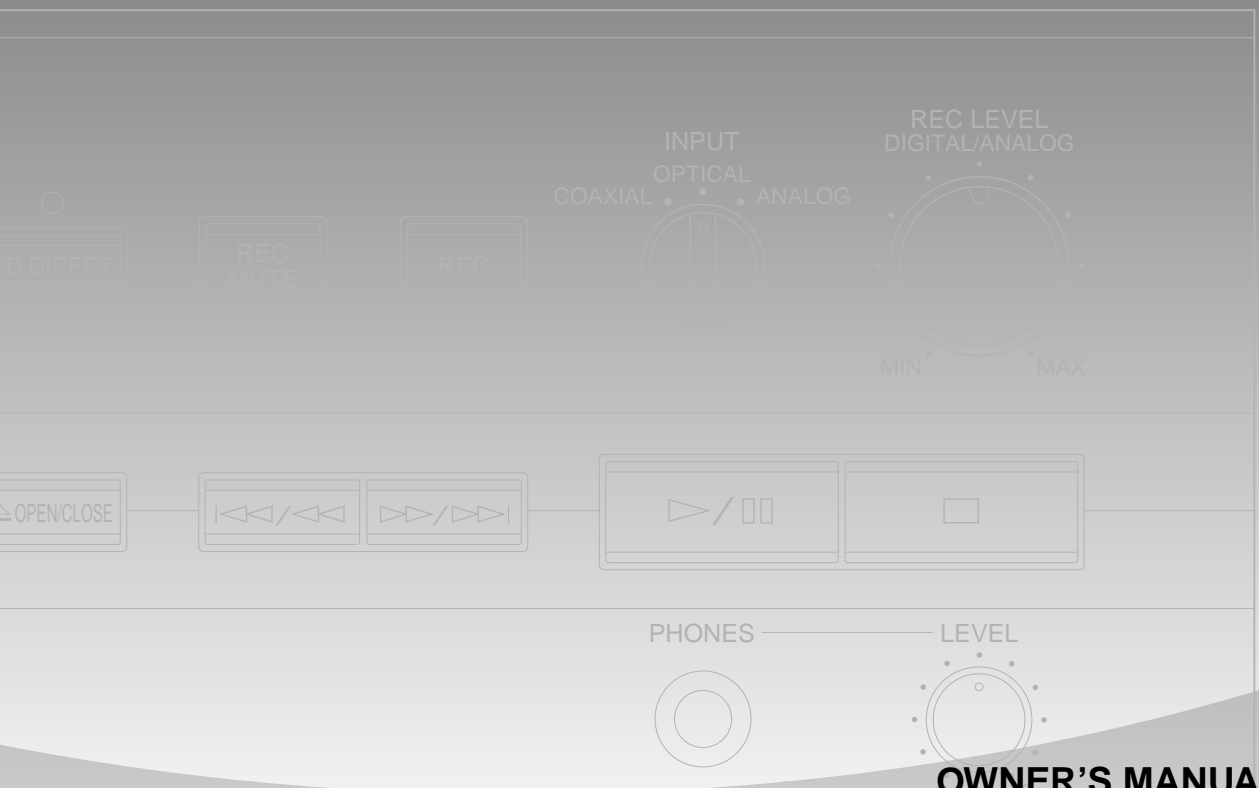 REC LEVEL
DIGITAL/ANALOG
INPUT
OPTICAL
COAXIAL
ANALOG
CD DIRECT
REC
MUTE
REC
MIN
MAX
OPEN/CLOSE
PHONES
LEVEL
OWNER'S MANUA